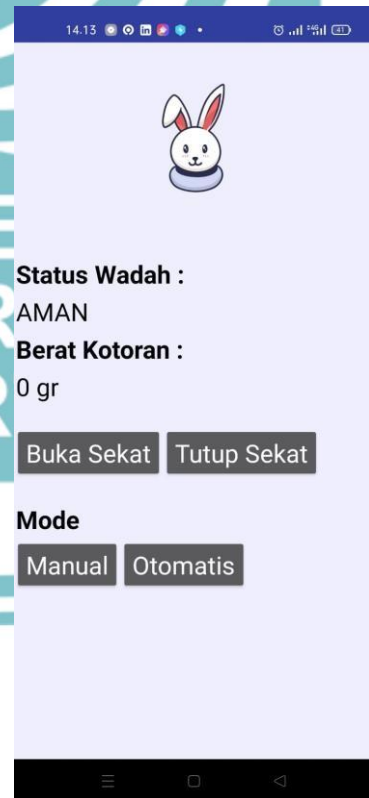 14.13
Status Wadah :
AMAN
Berat Kotoran :
0 gr
Buka Sekat Tutup Sekat
Mode
Manual Otomatis